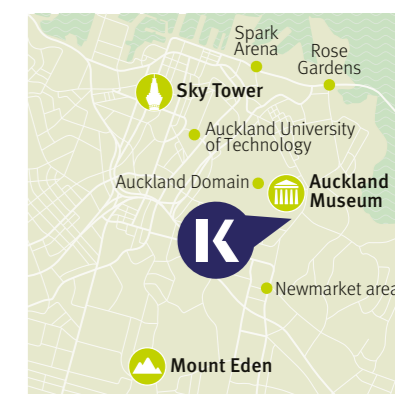 Spark
Arena
Rose
Gardens
Sky Tower
Auckland University
of Technology
Auckland Domain
Auckland
Museum
K
Newmarket area
Mount Eden